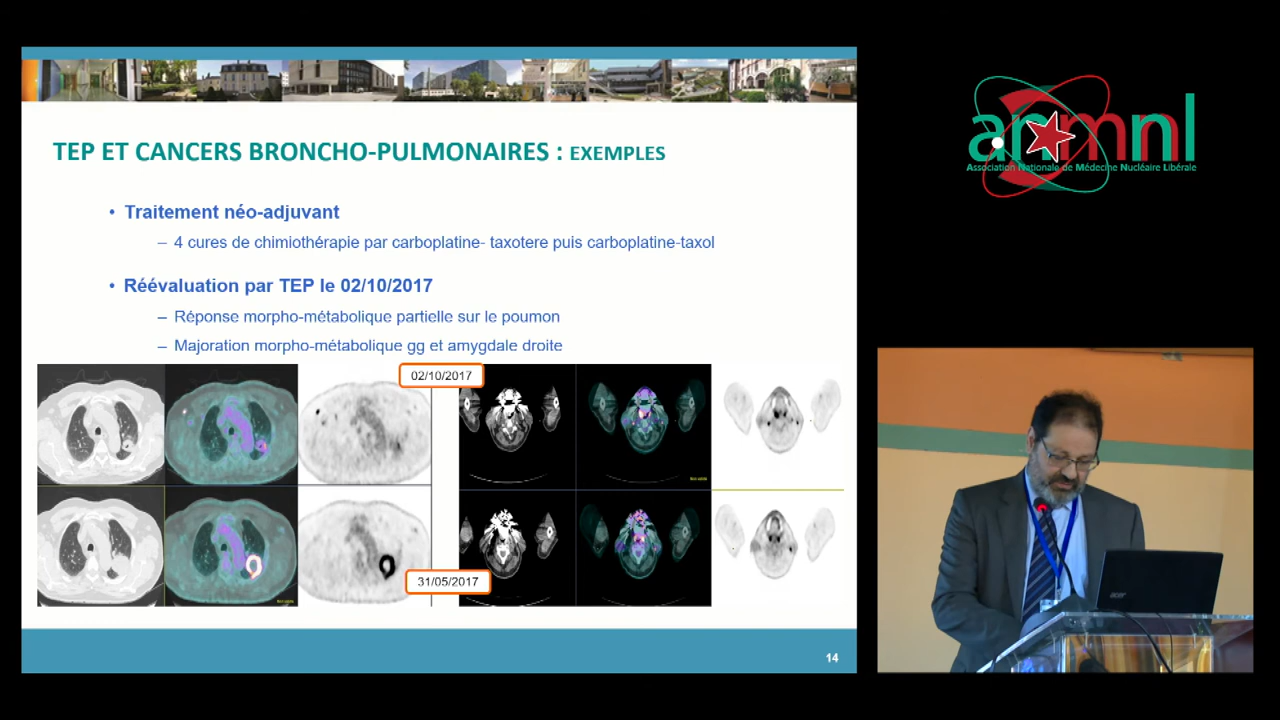 TEP ET CANCERS BRONCHO-PULMONAIRES : EXEMPLES
• Traitement néo-adjuvant
– 4 cures de chimiothérapie par carboplatine- taxotere puis carboplatine-taxol
• Réévaluation par TEP le 02/10/2017
– Réponse morpho-métabolique partielle sur le poumon
– Majoration morpho-métabolique gg et amygdale droite
02/10/2017
31/05/2017
14
anmnl
Association Nationale de Médecine Nucléaire Libérale
acer